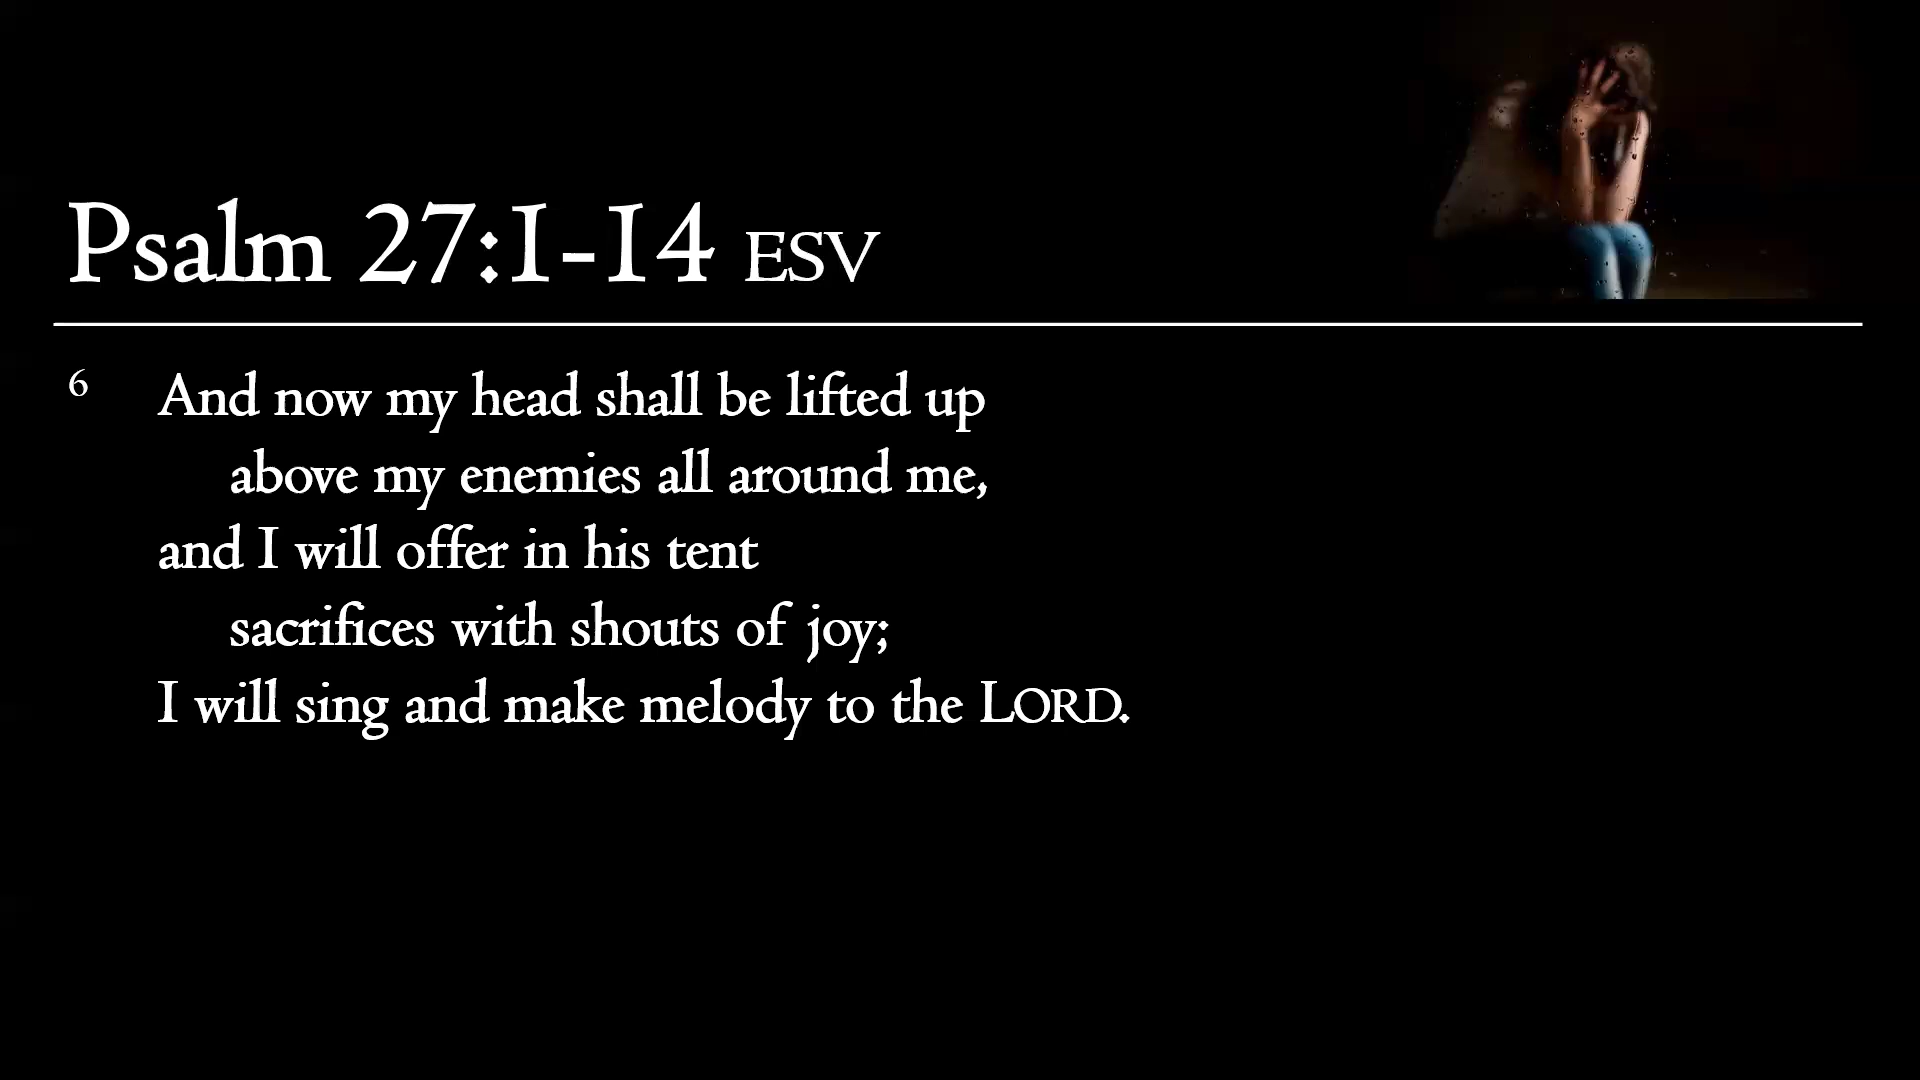 Psalm 27:1-14 ESV
6 And now my head shall be lifted up
above my enemies all around me,
and I will offer in his tent
sacrifices with shouts of joy;
I will sing and make melody to the LORD.